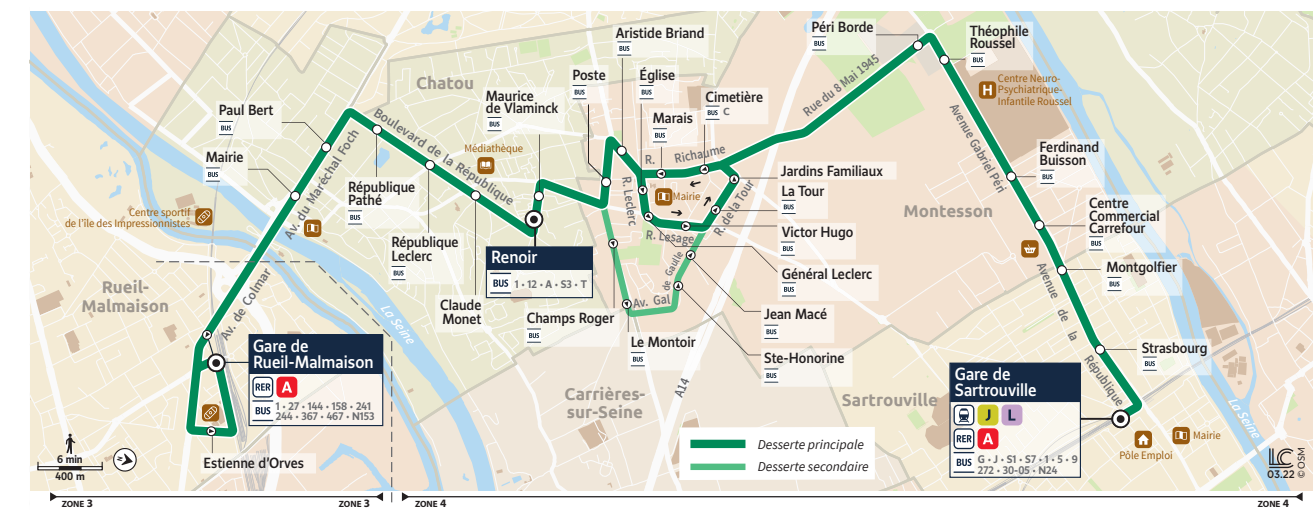 Chatou
Paul Bert
BUS
Mairie
BUS
Centre sportif
de l'île des Impressionnistes
Av. du Maréchal Foch
Av. de Colmar
Rueil-
Malmaison
La Seine
Gare de
Rueil-Malmaison
RER A
BUS 1 • 27 • 144 • 158 • 241
244 • 367 • 467 • N153
Estienne d'Orves
6 min
400 m
Boulevard de la République
République
Pathé
BUS
République
Leclerc
BUS
Médiathèque
Claude
Monet
Maurice
de Vlaminck
BUS
Renoir
BUS 1 • 12 • A • S3 • T
Poste
BUS
Aristide Briand
BUS
Église
BUS
Marais
BUS
Cimetière
BUS C
R. Richaume
R. Leclerc
Mairie
R. Lesage
R. de la Tour
Av. Gal de Gaulle
Champs Roger
BUS
Le Montoir
BUS
Carrières-
sur-Seine
A14
Jardins Familiaux
La Tour
BUS
Victor Hugo
BUS
Général Leclerc
BUS
Jean Macé
BUS
Ste-Honorine
BUS
Rue du 8 Mai 1945
Péri Borde
BUS
Théophile
Roussel
BUS
H
Centre Neuro-
Psychiatrique-
Infantile Roussel
Avenue Gabriel Péri
Ferdinand
Buisson
BUS
Montesson
Centre
Commercial
Carrefour
BUS
Montgolfier
BUS
Avenue de la République
Strasbourg
BUS
Sartrouville
Gare de
Sartrouville
J L
RER A
BUS G • J • S1 • S7 • 1 • 5 • 9
272 • 30-05 • N24
Pôle Emploi
Mairie
La Seine
Desserte principale
Desserte secondaire
LC
03.22
© OSM
ZONE 3
ZONE 3
ZONE 4
ZONE 4